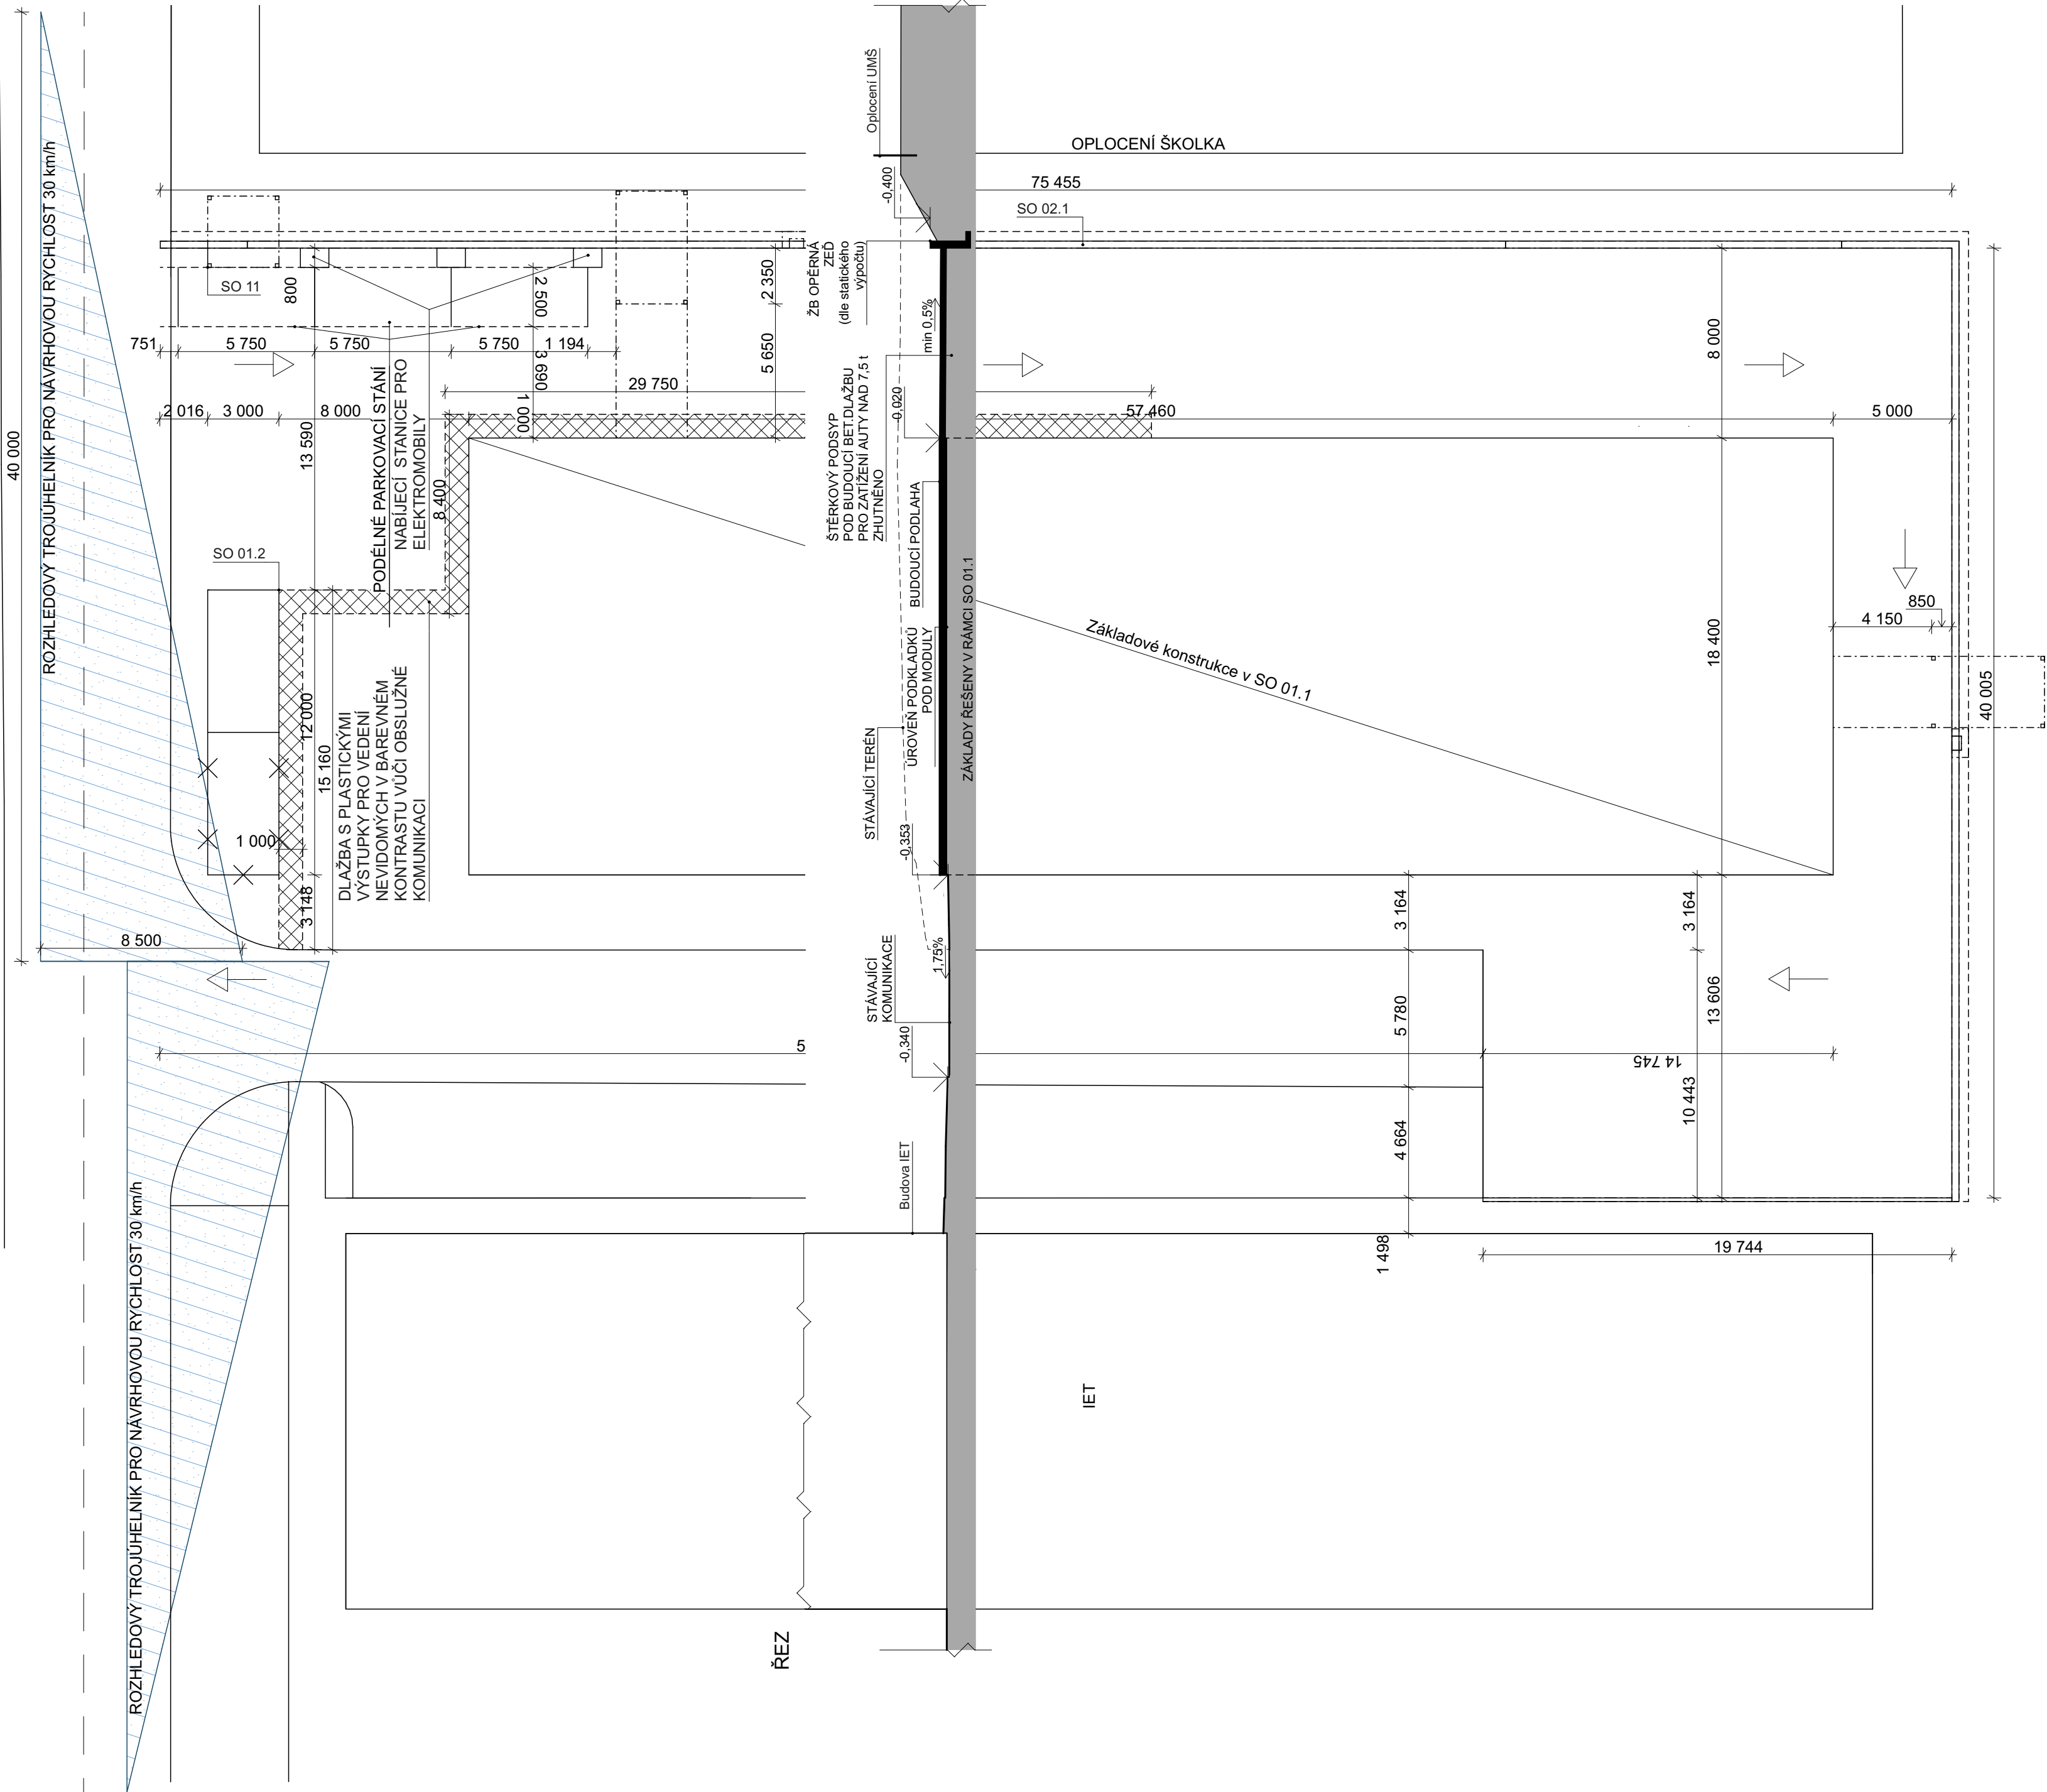 40 000
ROZHLEDOVÝ TROJÚHELNÍK PRO NÁVRHOVOU RYCHLOST 30 km/h
8 500
ROZHLEDOVÝ TROJÚHELNÍK PRO NÁVRHOVOU RYCHLOST 30 km/h
SO 11
800
2 500
2 350
751
5 750
5 750
5 750
1 194
3 690
5 650
2 016
3 000
8 000
29 750
1 000
13 590
8 400
PODÉLNÉ PARKOVACÍ STÁNÍ
NABÍJECÍ STANICE PRO
ELEKTROMOBILY
SO 01.2
12 000
15 160
1 000
3 148
DLAŽBA S PLASTICKÝMI
VÝSTUPKY PRO VEDENÍ
NEVIDOMÝCH V BAREVNÉM
KONTRASTU VŮČI OBSLUŽNÉ
KOMUNIKACI
5
Oplocení UMŠ
-0,400
ŽB OPĚRNÁ
ZEĎ
(dle statického
výpočtu)
min 0,5%
ŠTĚRKOVÝ PODSYP
POD BUDOUCÍ BET.DLAŽBU
PRO ZATÍŽENÍ AUTY NAD 7,5 t
ZHUTNĚNO
-0,020
BUDOUCÍ PODLAHA
ÚROVEŇ PODKLADKŮ
POD MODULY
ZÁKLADY ŘEŠENY V RÁMCI SO 01.1
STÁVAJÍCÍ TERÉN
-0,353
STÁVAJÍCÍ
KOMUNIKACE
1,75%
-0,340
Budova IET
ŘEZ
OPLOCENÍ ŠKOLKA
75 455
SO 02.1
8 000
57 460
5 000
Základové konstrukce v SO 01.1
18 400
850
4 150
40 005
3 164
3 164
5 780
13 606
14 745
10 443
4 664
1 498
19 744
IET